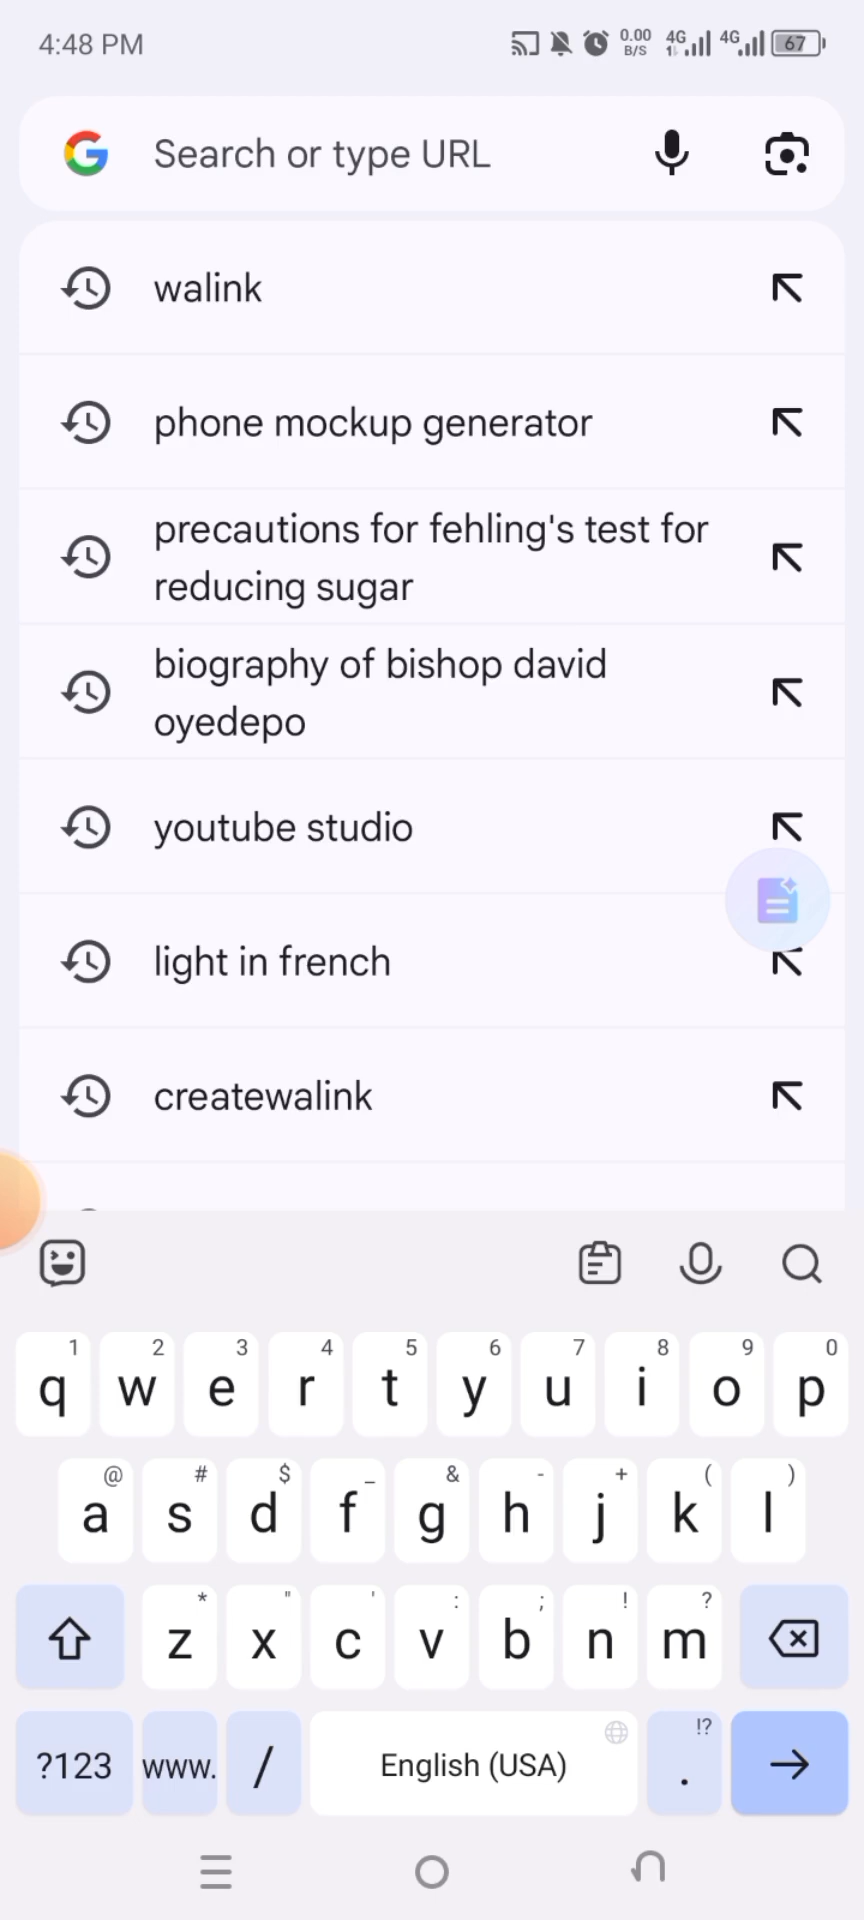 4:48 PM
0.00
B/S
4G
4G
67
Search or type URL
walink
phone mockup generator
precautions for fehling's test for
reducing sugar
biography of bishop david
oyedepo
youtube studio
light in french
createwalink
1 2 3 4 5 6 7 8 9 0
q w e r t y u i o p
@ # $ _ & - + ( )
a s d f g h j k l
* " ' : ; ! ?
z x c v b n m
!?
?123 www. / English (USA) .